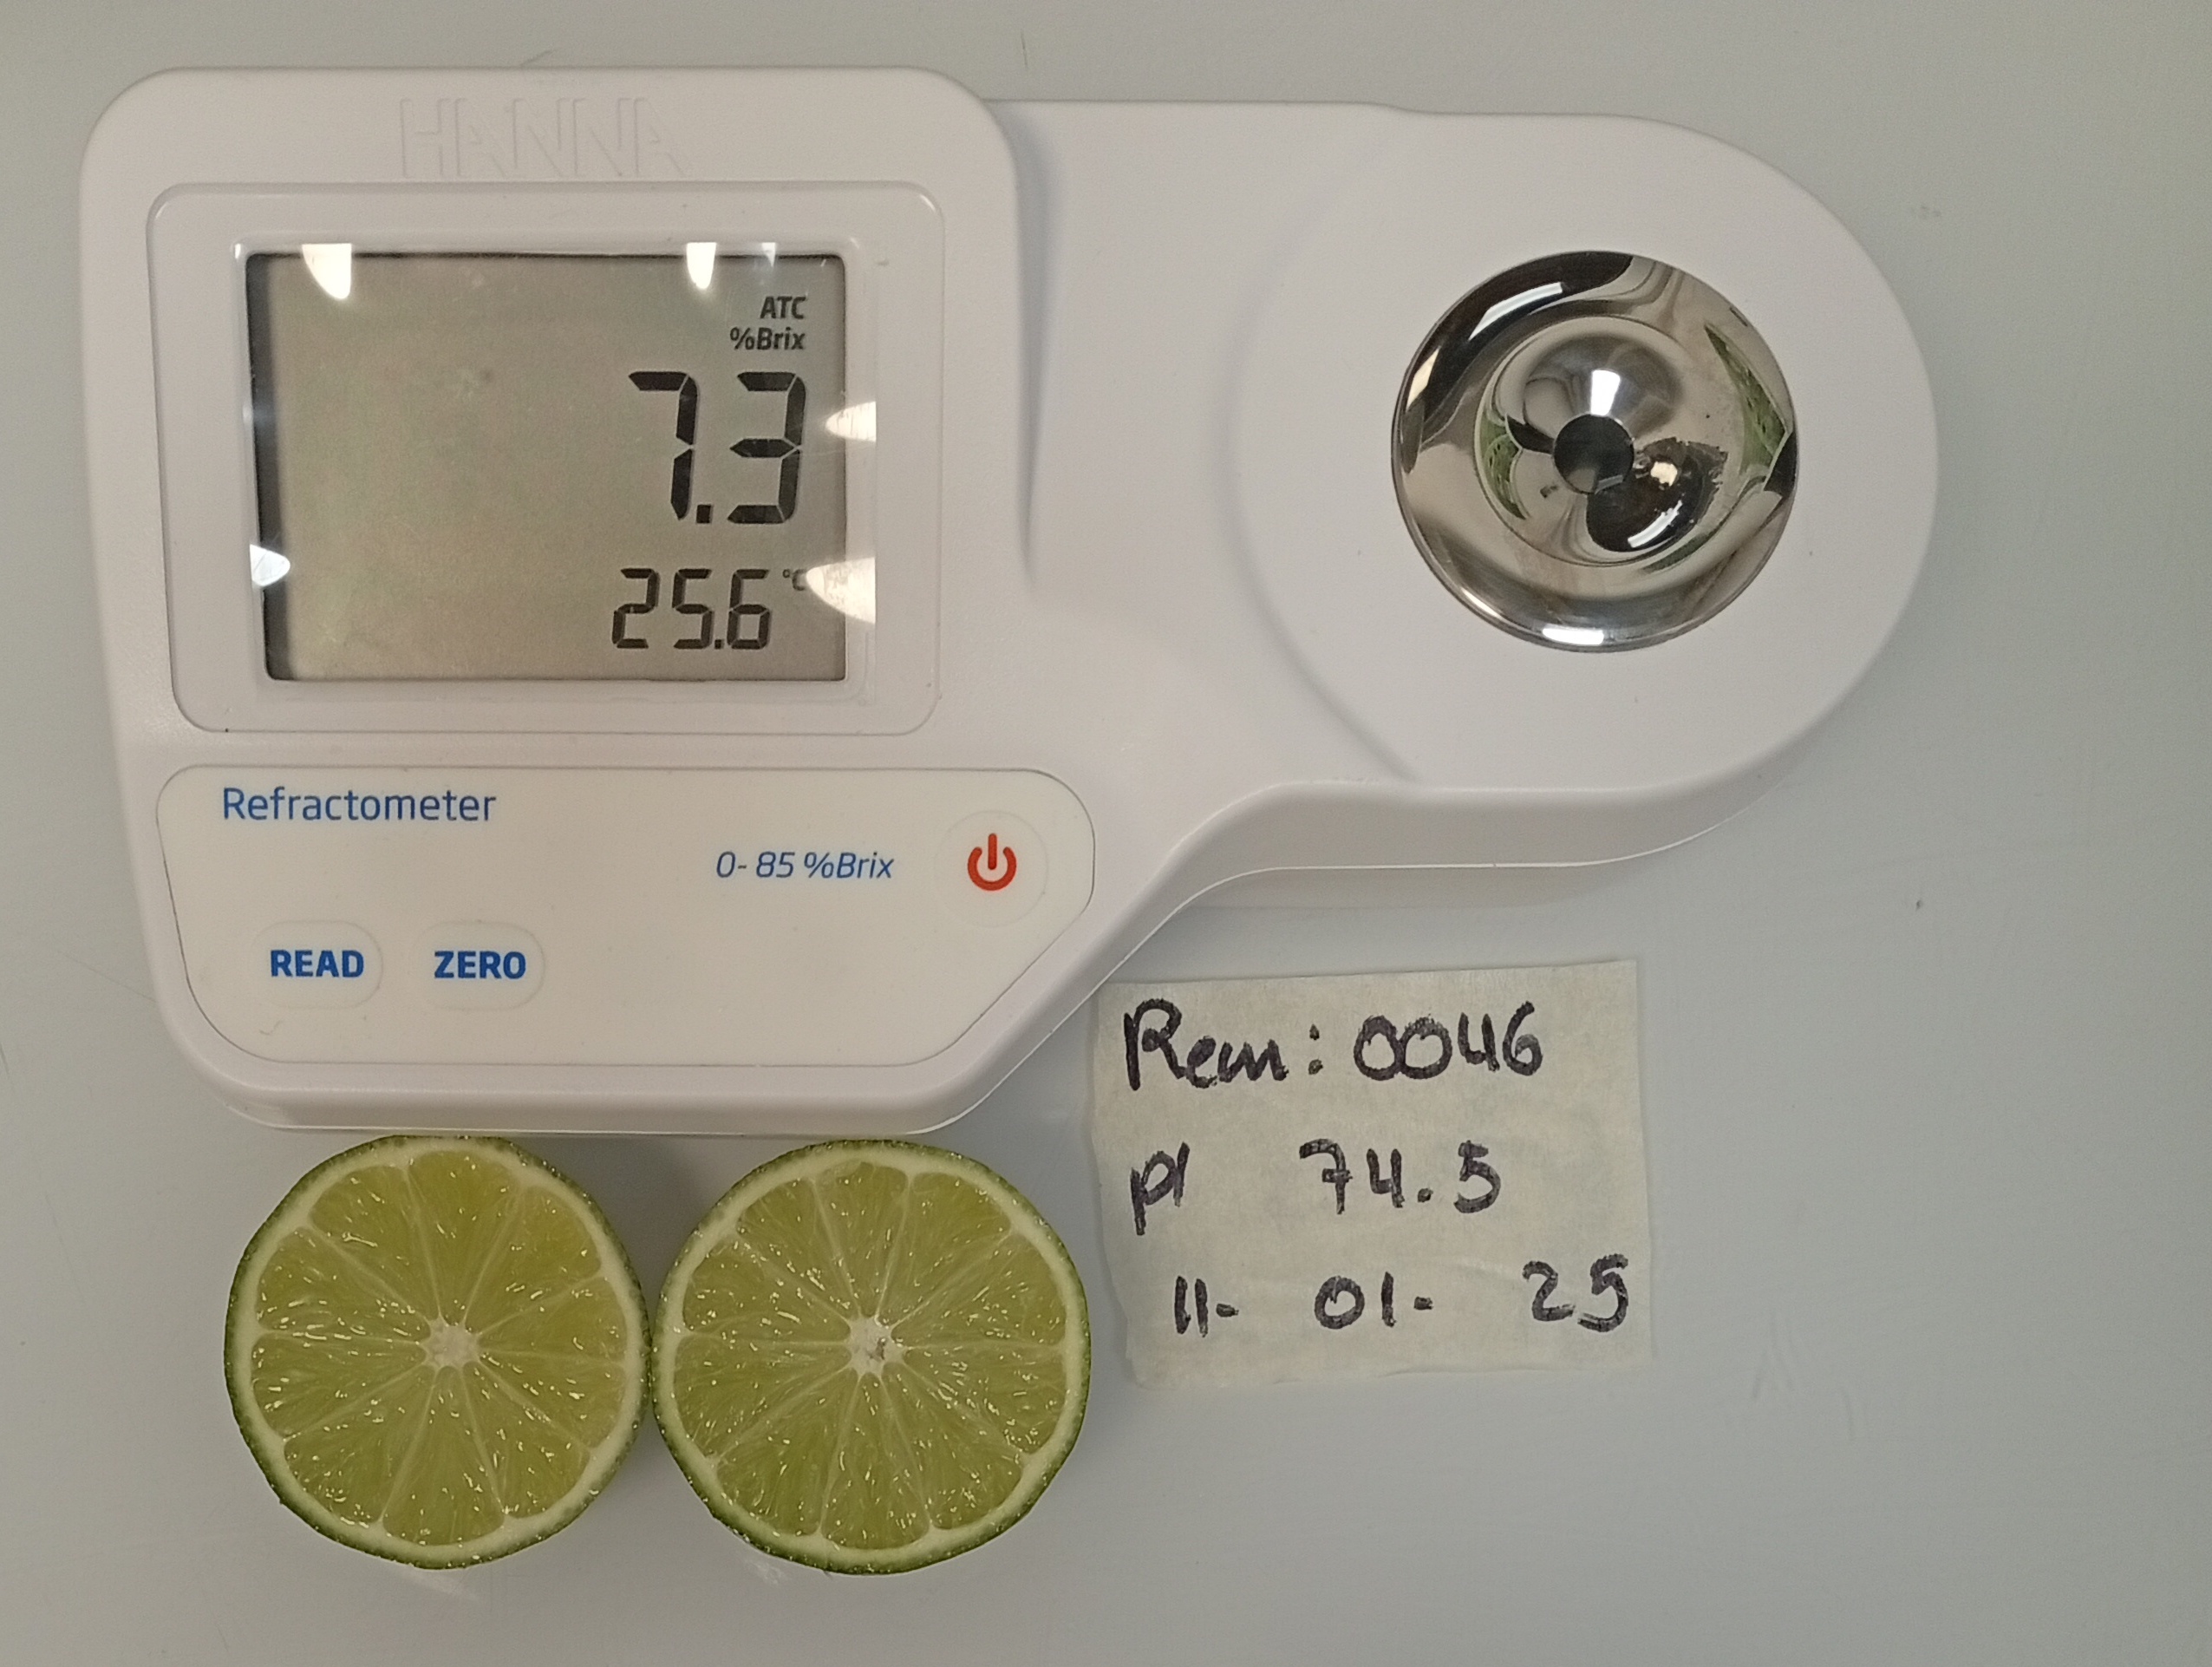 HANNA
ATC
%Brix
7.3
25.6 °C
Refractometer
0- 85 %Brix
READ ZERO
Rem: 0046
pl 74.5
11- 01- 25